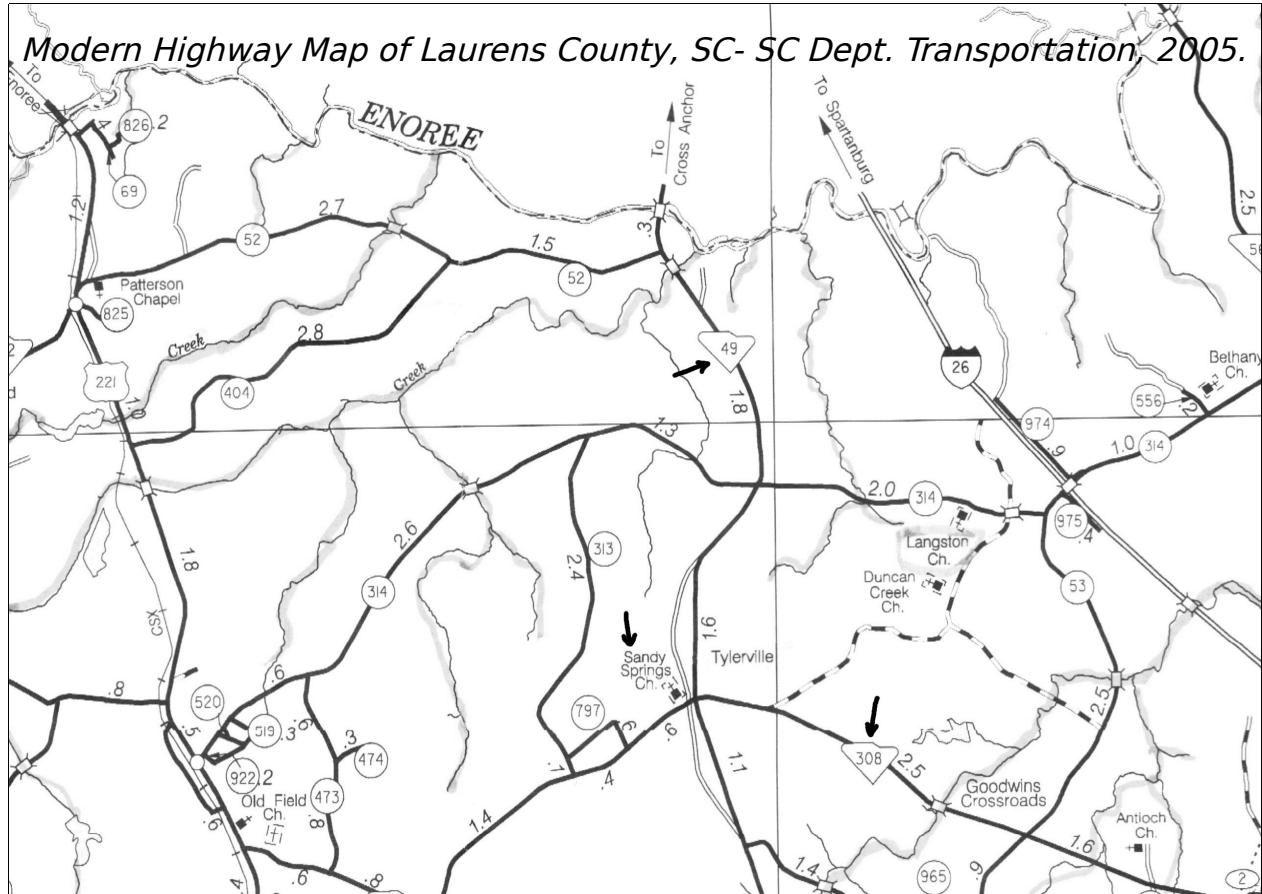 Modern Highway Map of Laurens County, SC- SC Dept. Transportation, 2005.
To
Enoree
826
.2
.4
69
1.2
ENOREE
To
Cross Anchor
To Spartanburg
2.5
56
52
2.7
1.5
52
.3
Patterson
Chapel
825
Creek
2.8
221
1.0
404
Creek
49
1.8
26
Bethany
Ch.
556
.2
974
.9
1.0
314
1.3
2.0
314
975
.4
Langston
Ch.
Duncan
Creek
Ch.
53
2.6
314
313
2.4
1.8
CSX
1.6
Sandy
Springs
Ch.
Tylerville
.8
.6
520
519
.3
.5
922
.2
.6
.3
474
473
.8
797
.6
.7
.4
.6
308
2.5
2.5
Goodwins
Crossroads
Antioch
Ch.
Old Field
Ch.
.6
1.4
1.1
1.4
1.6
.9
965
2
.4
.6
.8